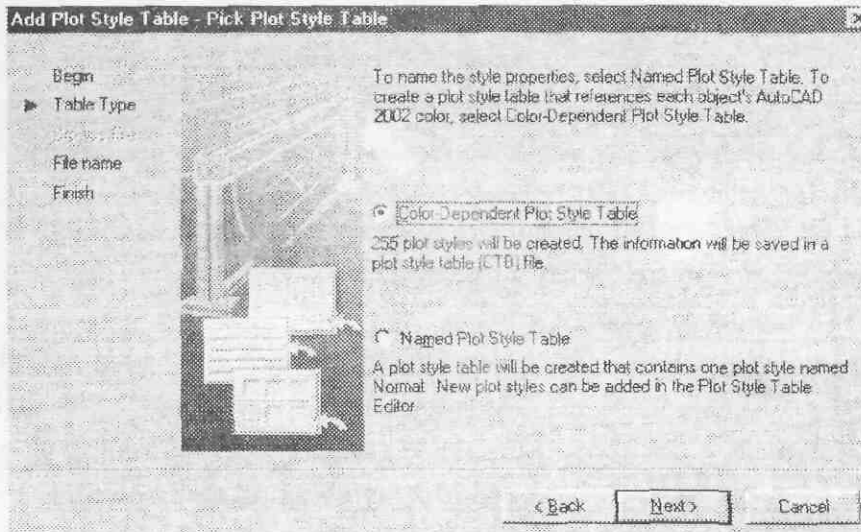 Add Plot Style Table - Pick Plot Style Table
Begin
Table Type
File name
Finish
To name the style properties, select Named Plot Style Table. To
create a plot style table that references each object's AutoCAD
2002 color, select Color-Dependent Plot Style Table.
Color-Dependent Plot Style Table
255 plot styles will be created. The information will be saved in a
plot style table (CTB) file.
Named Plot Style Table
A plot style table will be created that contains one plot style named
Normal. New plot styles can be added in the Plot Style Table
Editor.
< Back
Next >
Cancel